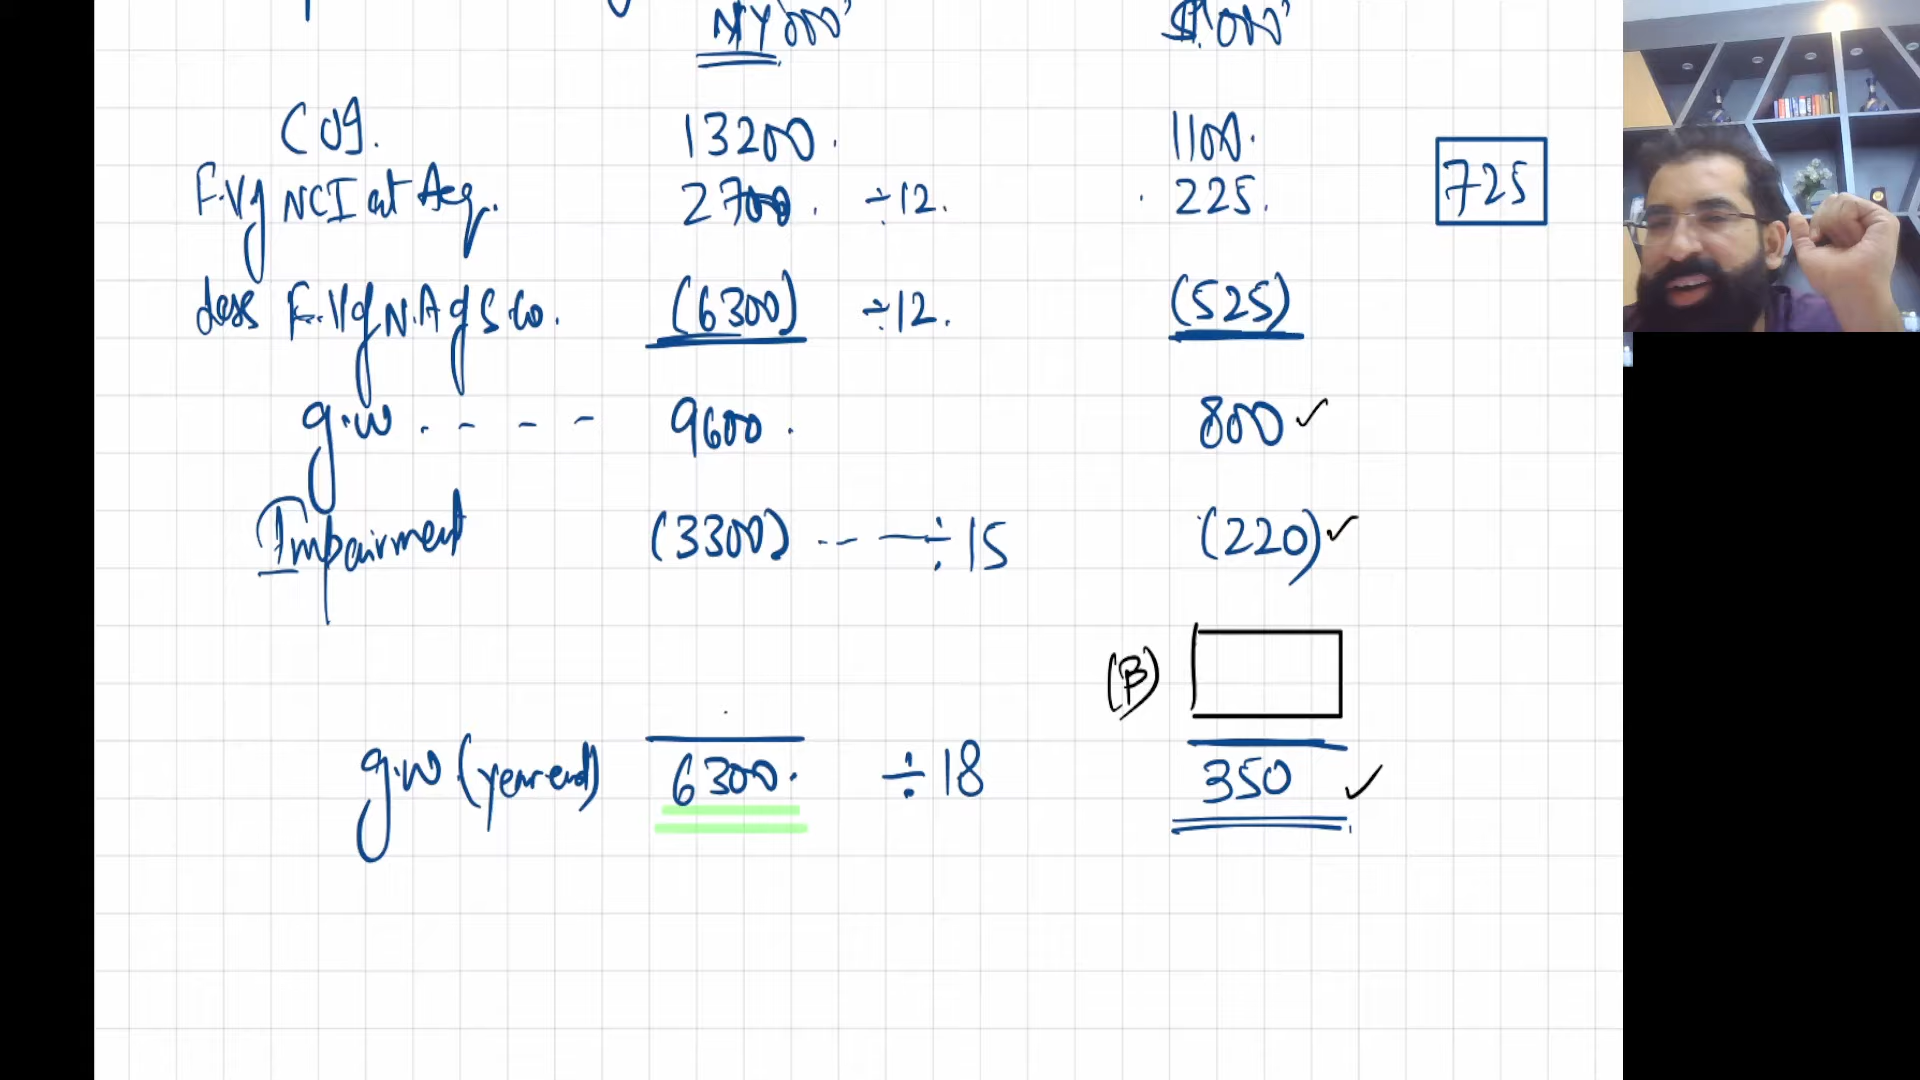 NY'000' $'000'
COI. 13200. 1100.
F.V of NCI at Acq. 2700. ÷12. 225. 725
less F.V of N.A of S.Co. (6300) ÷12. (525)
g.w. - - - 9600. 800 ✓
Impairment (3300) -- — ÷ 15 (220) ✓
(B)
g.w (year end) 6300. ÷ 18 350 ✓